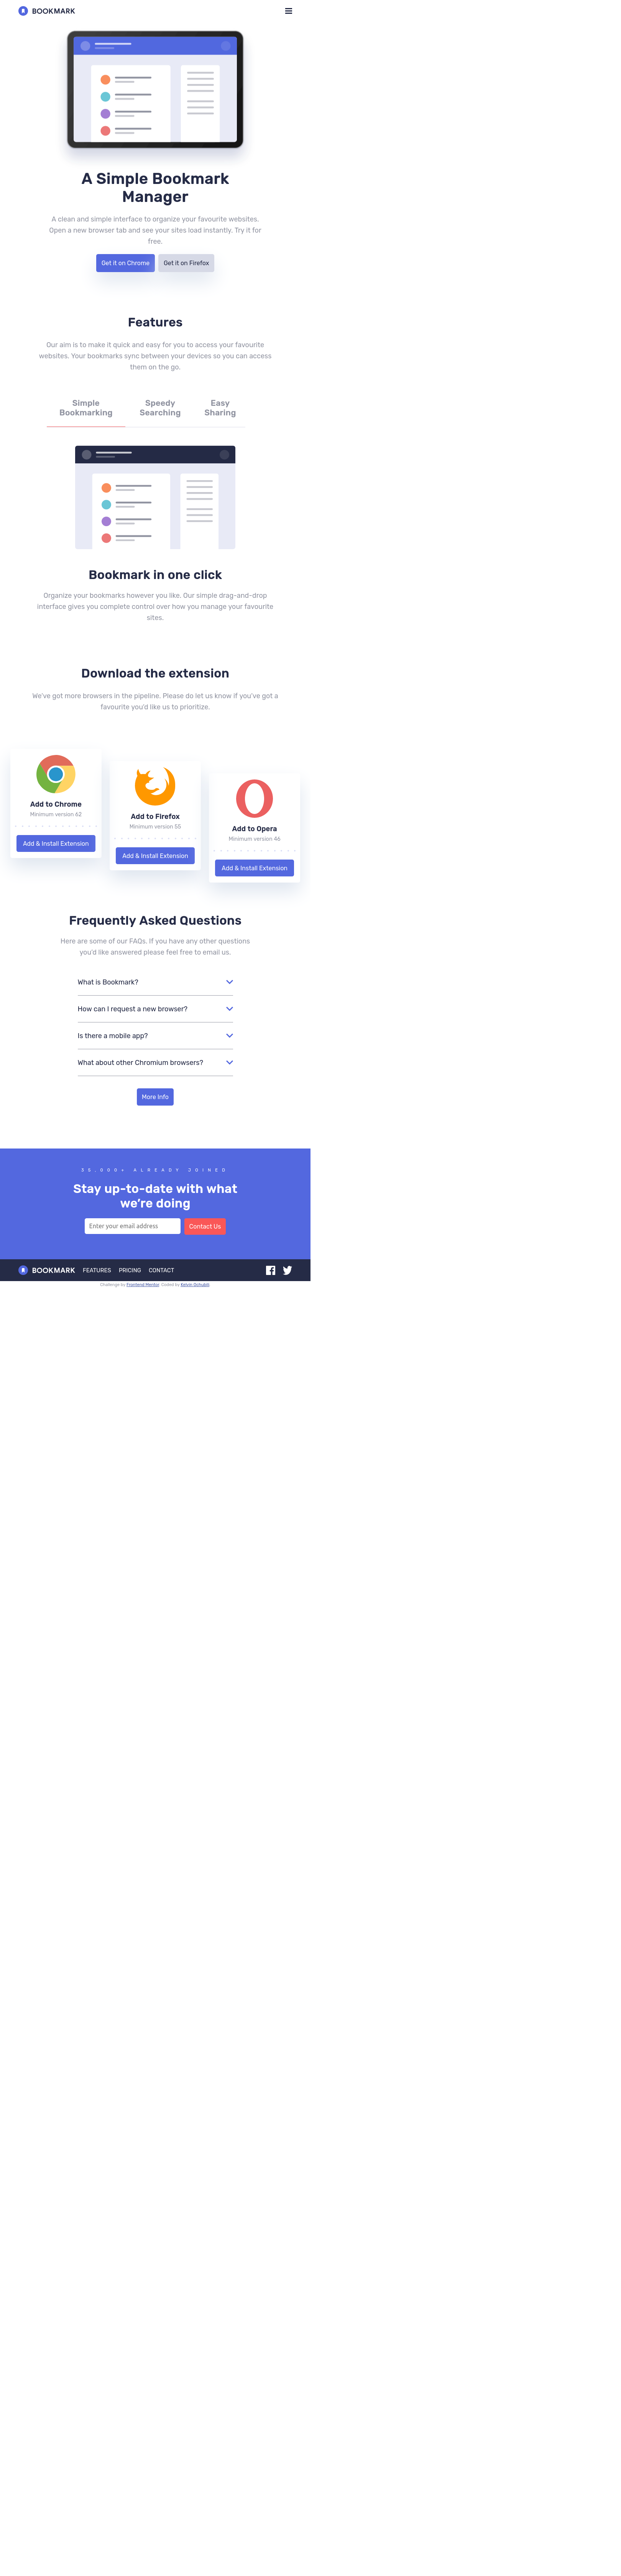 BOOKMARK
A Simple Bookmark
Manager
A clean and simple interface to organize your favourite websites.
Open a new browser tab and see your sites load instantly. Try it for
free.
Get it on Chrome
Get it on Firefox
Features
Our aim is to make it quick and easy for you to access your favourite
websites. Your bookmarks sync between your devices so you can access
them on the go.
Simple
Bookmarking
Speedy
Searching
Easy
Sharing
Bookmark in one click
Organize your bookmarks however you like. Our simple drag-and-drop
interface gives you complete control over how you manage your favourite
sites.
Download the extension
We've got more browsers in the pipeline. Please do let us know if you've got a
favourite you'd like us to prioritize.
Add to Chrome
Minimum version 62
Add & Install Extension
Add to Firefox
Minimum version 55
Add & Install Extension
Add to Opera
Minimum version 46
Add & Install Extension
Frequently Asked Questions
Here are some of our FAQs. If you have any other questions
you'd like answered please feel free to email us.
What is Bookmark?
How can I request a new browser?
Is there a mobile app?
What about other Chromium browsers?
More Info
35,000+ ALREADY JOINED
Stay up-to-date with what
we're doing
Enter your email address
Contact Us
BOOKMARK
FEATURES
PRICING
CONTACT
Challenge by Frontend Mentor. Coded by